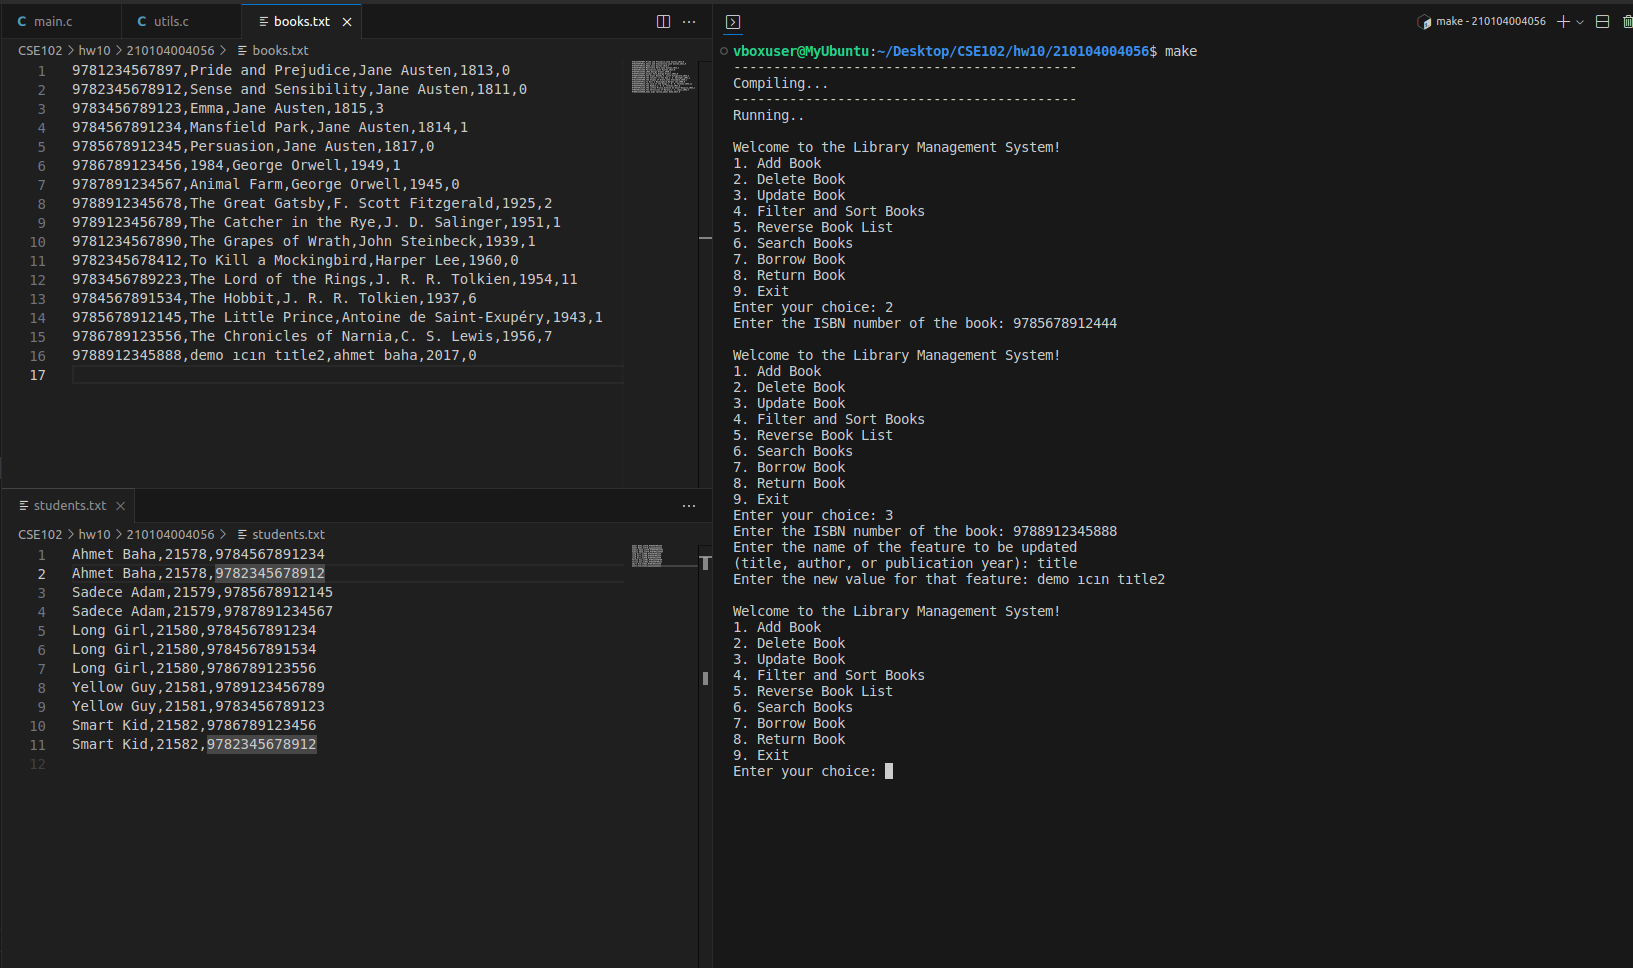 main.c
utils.c
books.txt
CSE102 > hw10 > 210104004056 > books.txt
1 9781234567897,Pride and Prejudice,Jane Austen,1813,0
2 9782345678912,Sense and Sensibility,Jane Austen,1811,0
3 9783456789123,Emma,Jane Austen,1815,3
4 9784567891234,Mansfield Park,Jane Austen,1814,1
5 9785678912345,Persuasion,Jane Austen,1817,0
6 9786789123456,1984,George Orwell,1949,1
7 9787891234567,Animal Farm,George Orwell,1945,0
8 9788912345678,The Great Gatsby,F. Scott Fitzgerald,1925,2
9 9789123456789,The Catcher in the Rye,J. D. Salinger,1951,1
10 9781234567890,The Grapes of Wrath,John Steinbeck,1939,1
11 9782345678412,To Kill a Mockingbird,Harper Lee,1960,0
12 9783456789223,The Lord of the Rings,J. R. R. Tolkien,1954,11
13 9784567891534,The Hobbit,J. R. R. Tolkien,1937,6
14 9785678912145,The Little Prince,Antoine de Saint-Exupéry,1943,1
15 9786789123556,The Chronicles of Narnia,C. S. Lewis,1956,7
16 9788912345888,demo ıcın tıtle2,ahmet baha,2017,0
17
students.txt
CSE102 > hw10 > 210104004056 > students.txt
1 Ahmet Baha,21578,9784567891234
2 Ahmet Baha,21578,9782345678912
3 Sadece Adam,21579,9785678912145
4 Sadece Adam,21579,9787891234567
5 Long Girl,21580,9784567891234
6 Long Girl,21580,9784567891534
7 Long Girl,21580,9786789123556
8 Yellow Guy,21581,9789123456789
9 Yellow Guy,21581,9783456789123
10 Smart Kid,21582,9786789123456
11 Smart Kid,21582,9782345678912
12
make - 210104004056
vboxuser@MyUbuntu:~/Desktop/CSE102/hw10/210104004056$ make
-------------------------------------------
Compiling...
-------------------------------------------
Running..
Welcome to the Library Management System!
1. Add Book
2. Delete Book
3. Update Book
4. Filter and Sort Books
5. Reverse Book List
6. Search Books
7. Borrow Book
8. Return Book
9. Exit
Enter your choice: 2
Enter the ISBN number of the book: 9785678912444
Welcome to the Library Management System!
1. Add Book
2. Delete Book
3. Update Book
4. Filter and Sort Books
5. Reverse Book List
6. Search Books
7. Borrow Book
8. Return Book
9. Exit
Enter your choice: 3
Enter the ISBN number of the book: 9788912345888
Enter the name of the feature to be updated
(title, author, or publication year): title
Enter the new value for that feature: demo ıcın tıtle2
Welcome to the Library Management System!
1. Add Book
2. Delete Book
3. Update Book
4. Filter and Sort Books
5. Reverse Book List
6. Search Books
7. Borrow Book
8. Return Book
9. Exit
Enter your choice: